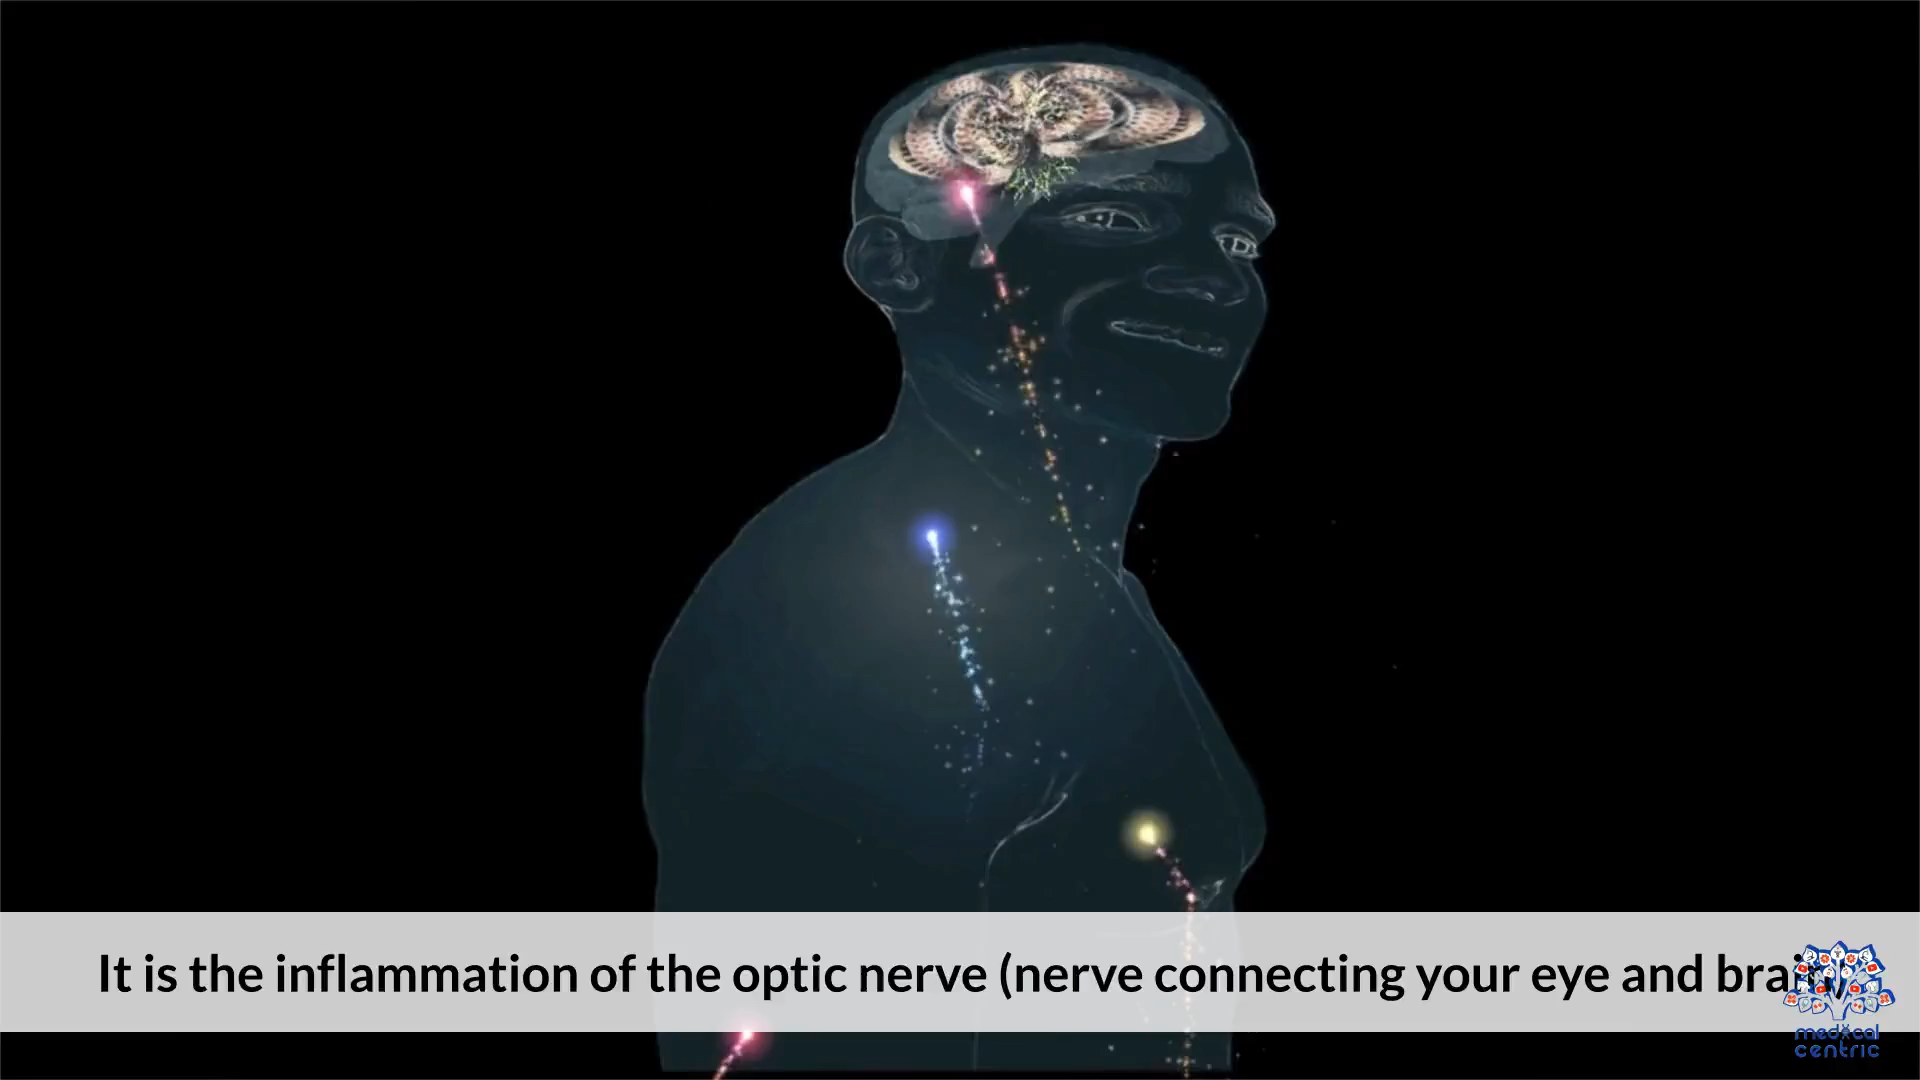 It is the inflammation of the optic nerve (nerve connecting your eye and brain)
medical
centric